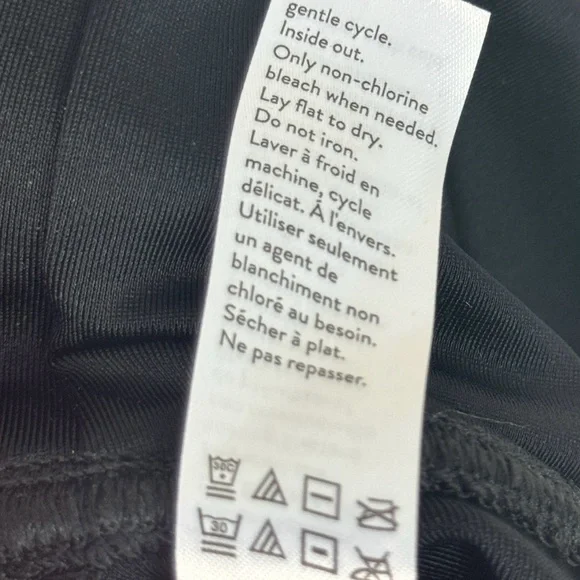 gentle cycle.
Inside out.
Only non-chlorine
bleach when needed.
Lay flat to dry.
Do not iron.
Laver à froid en
machine, cycle
délicat. À l'envers.
Utiliser seulement
un agent de
blanchiment non
chloré au besoin.
Sécher à plat.
Ne pas repasser.
30C
30